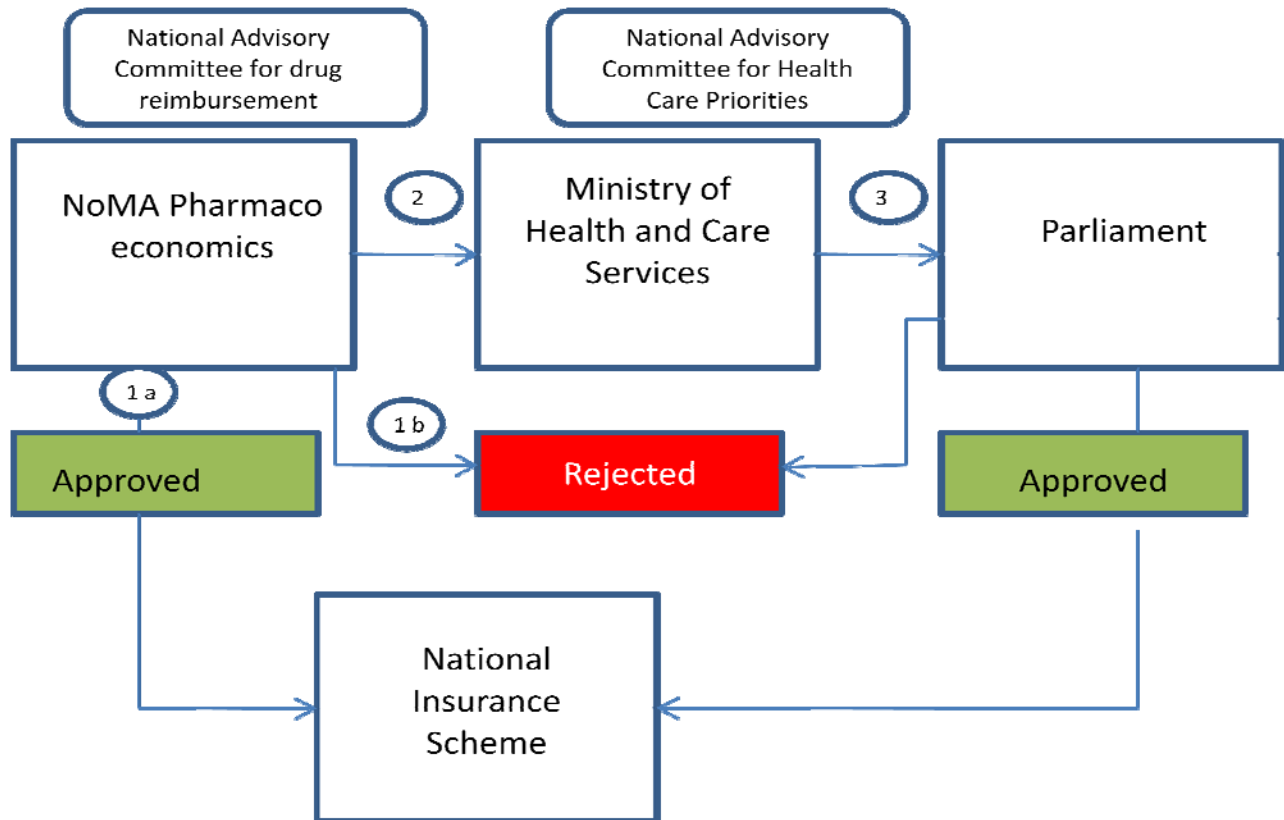 National Advisory
Committee for drug
reimbursement
National Advisory
Committee for Health
Care Priorities
NoMA Pharmaco
economics
2
Ministry of
Health and Care
Services
3
Parliament
1 a
1 b
Approved
Rejected
Approved
National
Insurance
Scheme